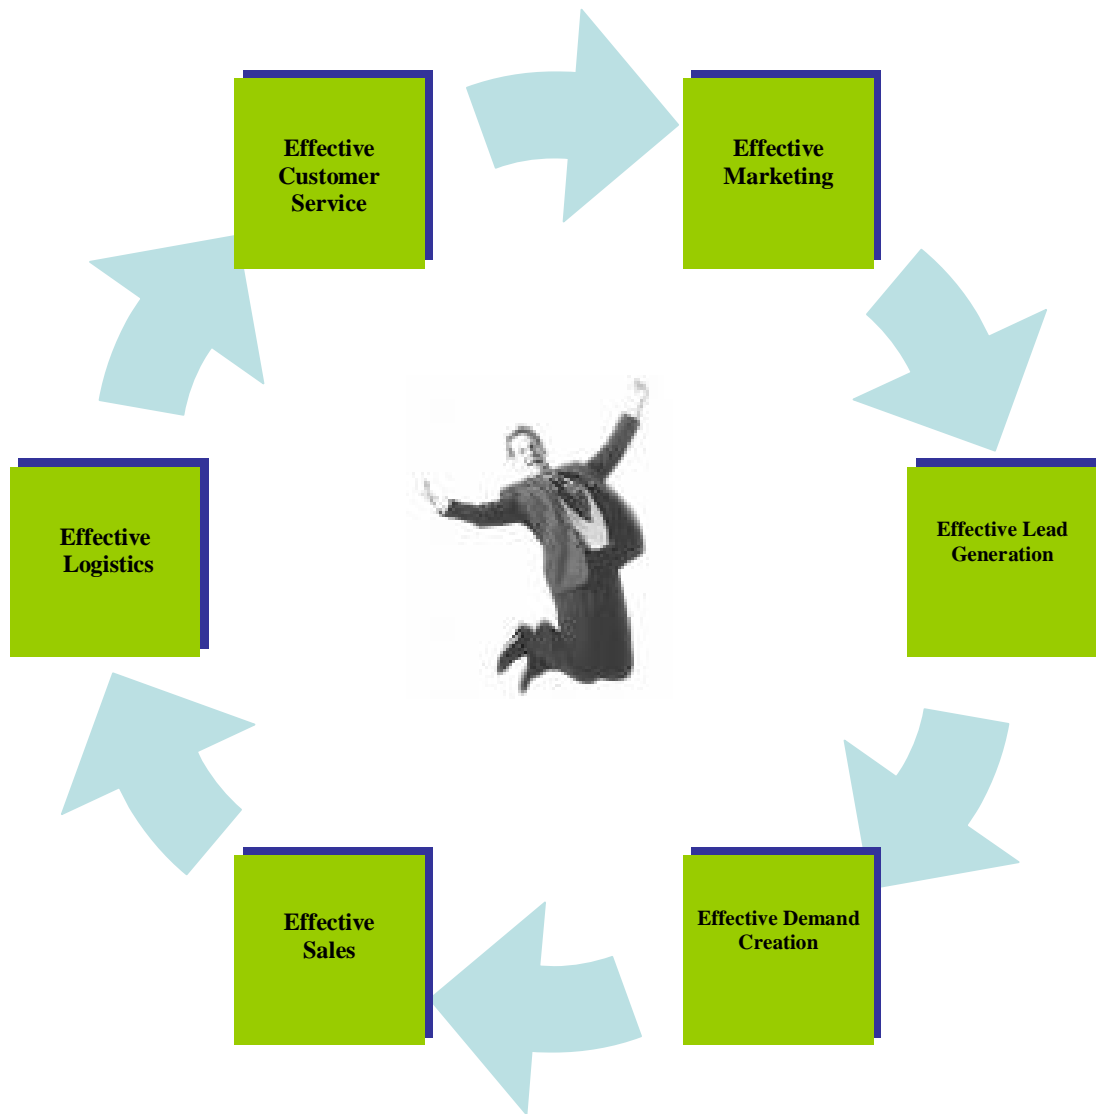 Effective
Customer
Service
Effective
Marketing
Effective Lead
Generation
Effective Demand
Creation
Effective
Sales
Effective
Logistics